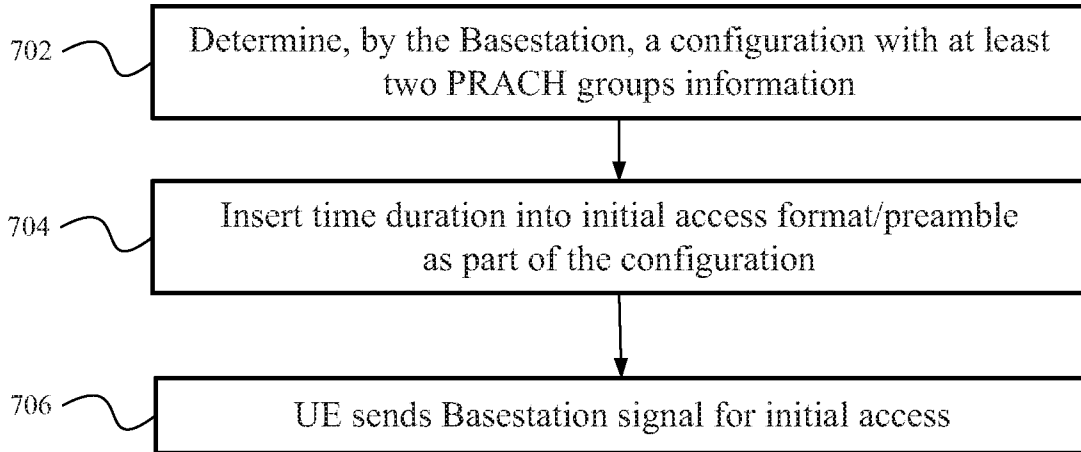 702
Determine, by the Basestation, a configuration with at least
two PRACH groups information
704
Insert time duration into initial access format/preamble
as part of the configuration
706
UE sends Basestation signal for initial access